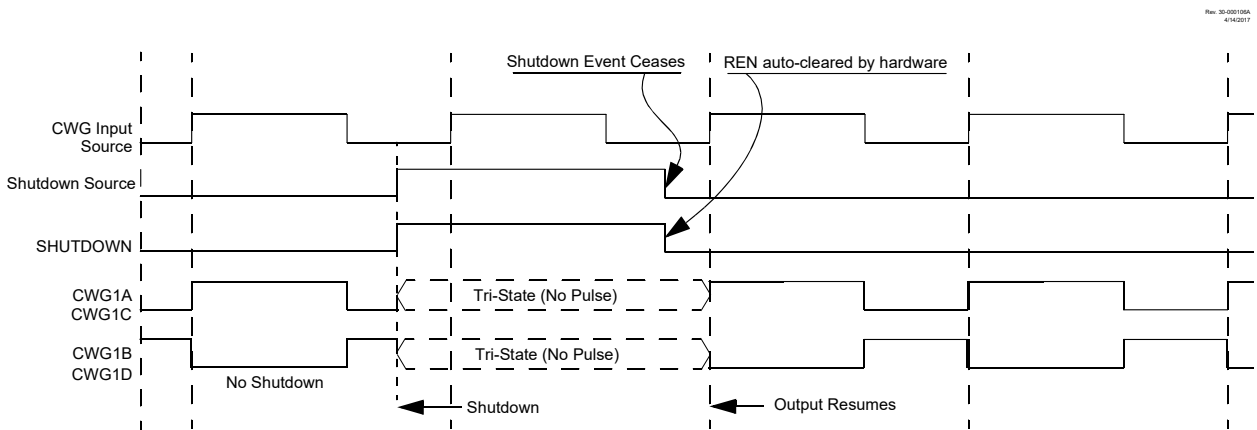 Rev. 30-000108A
4/14/2017
Shutdown Event Ceases
REN auto-cleared by hardware
CWG Input
Source
Shutdown Source
SHUTDOWN
CWG1A
CWG1C
Tri-State (No Pulse)
CWG1B
CWG1D
Tri-State (No Pulse)
No Shutdown
Shutdown
Output Resumes